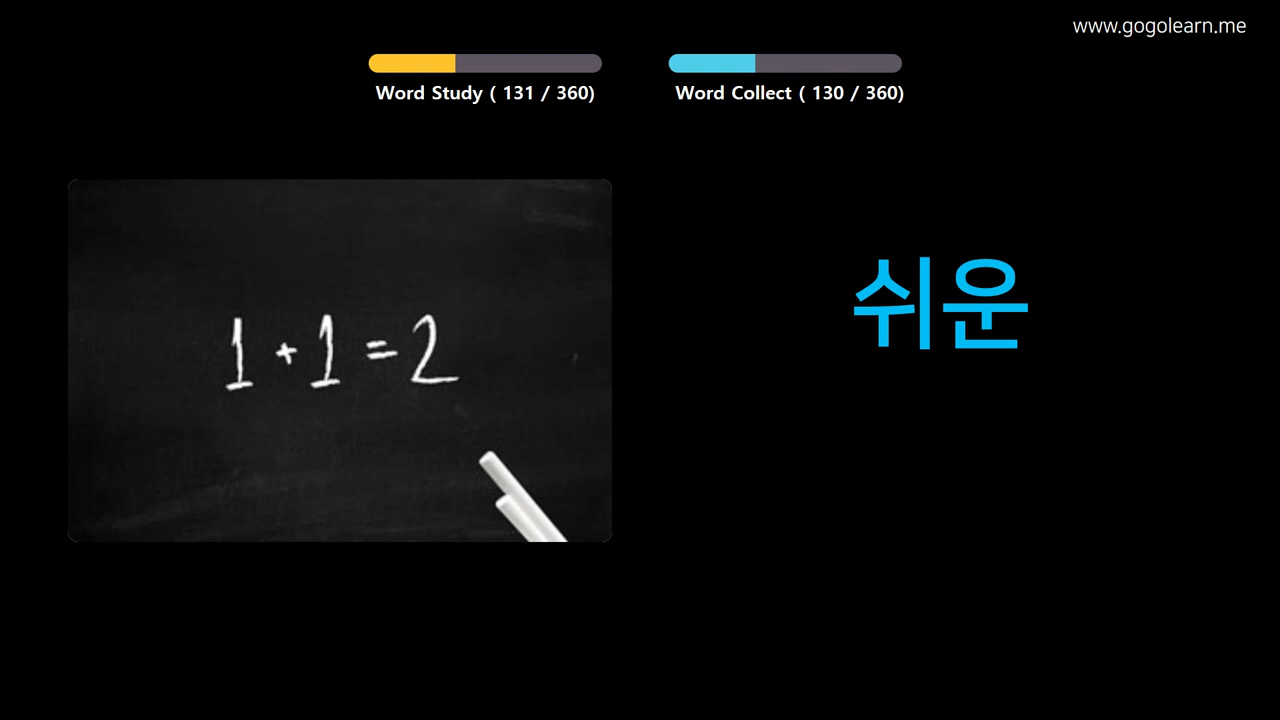 www.gogolearn.me
Word Study ( 131 / 360)
Word Collect ( 130 / 360)
1 + 1 = 2
쉬운